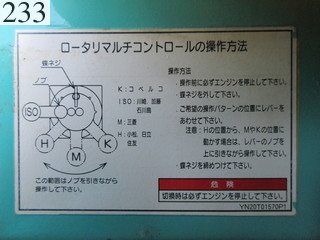 233
ロータリマルチコントロールの操作方法
蝶ネジ
ノブ
ISO
H
M
K
K：コベルコ
ISO：川崎、加藤
石川島
M：三菱
H：小松、日立
住友
この範囲はノブを引きながら
操作して下さい。
操作方法
・操作前に必ずエンジンを停止して下さい。
・蝶ネジを外して下さい。
・ご希望の操作パターンの位置にレバーを
あわせて下さい。
注意：Hの位置から、MやKの位置に
動かす場合は、レバーのノブを
上に引きながら操作して下さい。
・蝶ネジを締めつけて下さい。
危険
切換時は必ずエンジンを停止して下さい。
YN20T01570P1